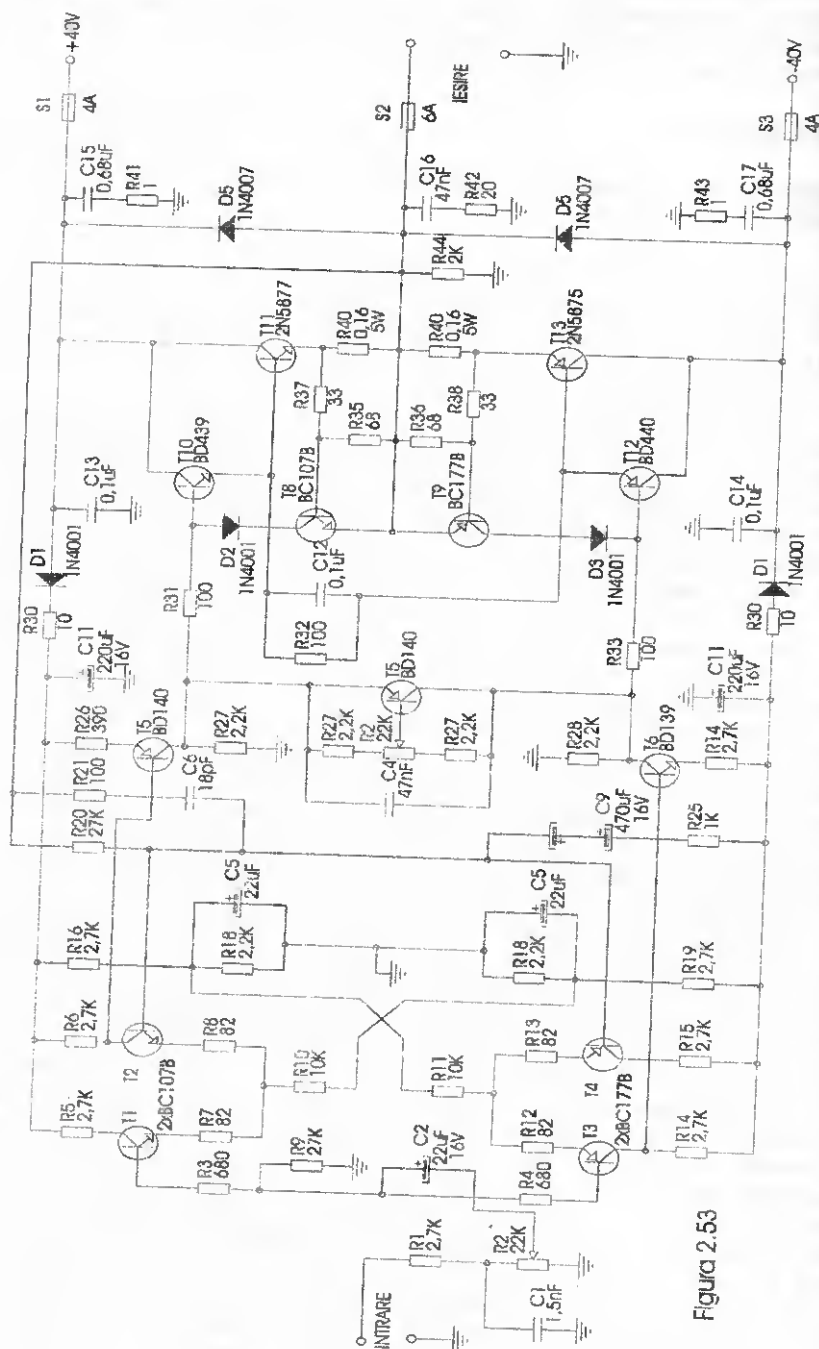 INTRARE
C1
1,5nF
R1
2,7K
R2
22K
R3
680
R9
27K
C2
22uF
16V
R4
680
R5
2,7K
T1
2xBC107B
R7
82
R6
2,7K
T2
R8
82
R10
10K
R11
10K
R12
82
R13
82
T3
2xBC177B
T4
R14
2,7K
R15
2,7K
R16
2,7K
R18
2,2K
C5
22uF
R18
2,2K
C5
22uF
R19
2,7K
R20
27K
R21
100
C6
18pF
R26
390
T5
BD140
R27
2,2K
C9
470uF
16V
R25
1K
C4
47nF
R27
2,2K
R2
22K
R27
2,2K
T5
BD140
R28
2,2K
T6
BD139
R14
2,7K
C11
220uF
16V
R30
10
D1
1N4001
C13
0,1uF
R31
100
R32
100
C12
0,1uF
R33
100
C11
220uF
16V
R30
10
D1
1N4001
C14
0,1uF
D2
1N4001
D3
1N4001
T10
BD439
T8
BC107B
T9
BC177B
T12
BD440
R37
33
R35
68
R36
68
R38
33
T11
2N5877
R40
0,16
5W
R40
0,16
5W
T13
2N5875
R44
2K
D5
1N4007
D5
1N4007
C15
0,68uF
R41
1
C16
47nF
R42
20
R43
1
C17
0,68uF
S1
4A
+40V
S2
6A
IESIRE
S3
4A
-40V
Figura 2.53